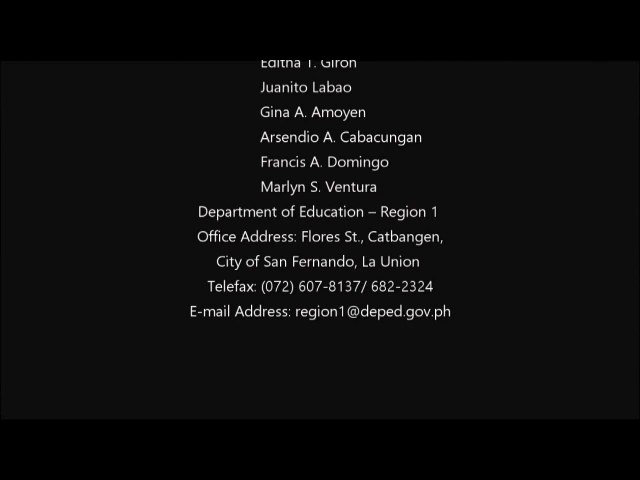 Editha T. Giron
Juanito Labao
Gina A. Amoyen
Arsendio A. Cabacungan
Francis A. Domingo
Marlyn S. Ventura
Department of Education – Region 1
Office Address: Flores St., Catbangen,
City of San Fernando, La Union
Telefax: (072) 607-8137/ 682-2324
E-mail Address: region1@deped.gov.ph